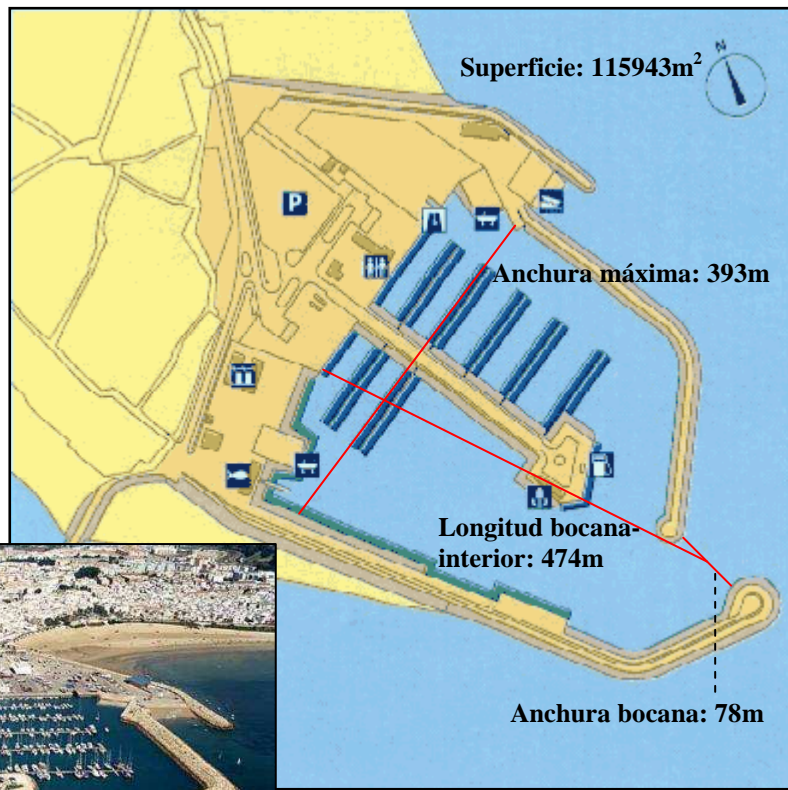 N
Superficie: 115943m²
P
Anchura máxima: 393m
Longitud bocana-
interior: 474m
Anchura bocana: 78m